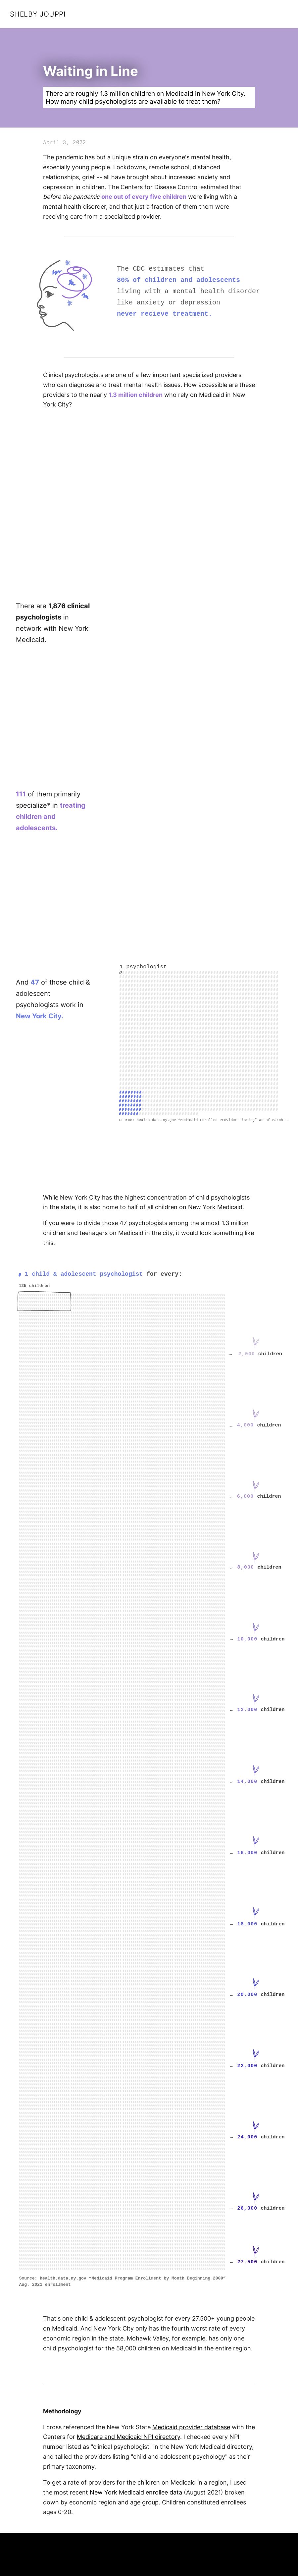 SHELBY JOUPPI
Waiting in Line
There are roughly 1.3 million children on Medicaid in New York City.
How many child psychologists are available to treat them?
April 3, 2022
The pandemic has put a unique strain on everyone's mental health,
especially young people. Lockdowns, remote school, distanced
relationships, grief -- all have brought about increased anxiety and
depression in children. The Centers for Disease Control estimated that
before the pandemic one out of every five children were living with a
mental health disorder, and that just a fraction of them them were
receiving care from a specialized provider.
The CDC estimates that
80% of children and adolescents
living with a mental health disorder
like anxiety or depression
never recieve treatment.
Clinical psychologists are one of a few important specialized providers
who can diagnose and treat mental health issues. How accessible are these
providers to the nearly 1.3 million children who rely on Medicaid in New
York City?
There are 1,876 clinical
psychologists in
network with New York
Medicaid.
111 of them primarily
specialize* in treating
children and
adolescents.
1 psychologist
And 47 of those child &
adolescent
psychologists work in
New York City.
Source: health.data.ny.gov "Medicaid Enrolled Provider Listing" as of March 2
While New York City has the highest concentration of child psychologists
in the state, it is also home to half of all children on New York Medicaid.
If you were to divide those 47 psychologists among the almost 1.3 million
children and teenagers on Medicaid in the city, it would look something like
this.
1 child & adolescent psychologist for every:
125 children
2,000 children
4,000 children
6,000 children
8,000 children
10,000 children
12,000 children
14,000 children
16,000 children
18,000 children
20,000 children
22,000 children
24,000 children
26,000 children
27,500 children
Source: health.data.ny.gov "Medicaid Program Enrollment by Month Beginning 2009"
Aug. 2021 enrollment
That's one child & adolescent psychologist for every 27,500+ young people
on Medicaid. And New York City only has the fourth worst rate of every
economic region in the state. Mohawk Valley, for example, has only one
child psychologist for the 58,000 children on Medicaid in the entire region.
Methodology
I cross referenced the New York State Medicaid provider database with the
Centers for Medicare and Medicaid NPI directory. I checked every NPI
number listed as "clinical psychologist" in the New York Medicaid directory,
and tallied the providers listing "child and adolescent psychology" as their
primary taxonomy.
To get a rate of providers for the children on Medicaid in a region, I used
the most recent New York Medicaid enrollee data (August 2021) broken
down by economic region and age group. Children constituted enrollees
ages 0-20.